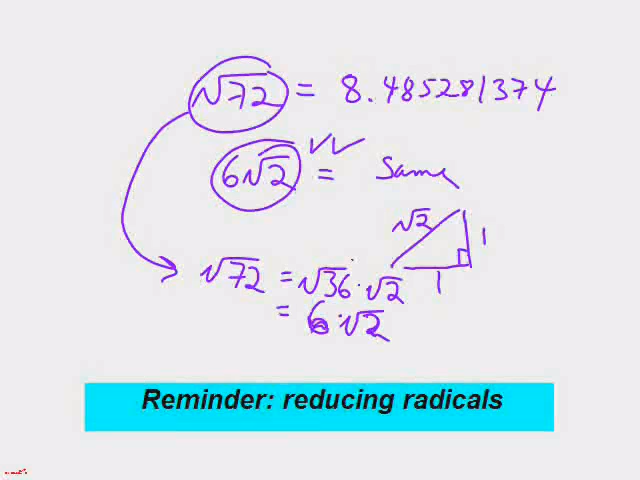 √72 = 8.485281374
6√2 = same
√2
1
1
√72 = √36 · √2
= 6 · √2
Reminder: reducing radicals